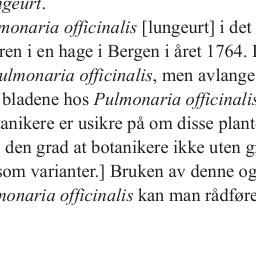 ngeurt.
monaria officinalis [lungeurt] i det
ren i en hage i Bergen i året 1764.
ulmonaria officinalis, men avlange
bladene hos Pulmonaria officinalis
anikere er usikre på om disse plant
den grad at botanikere ikke uten g
som varianter.] Bruken av denne og
monaria officinalis kan man rådføre